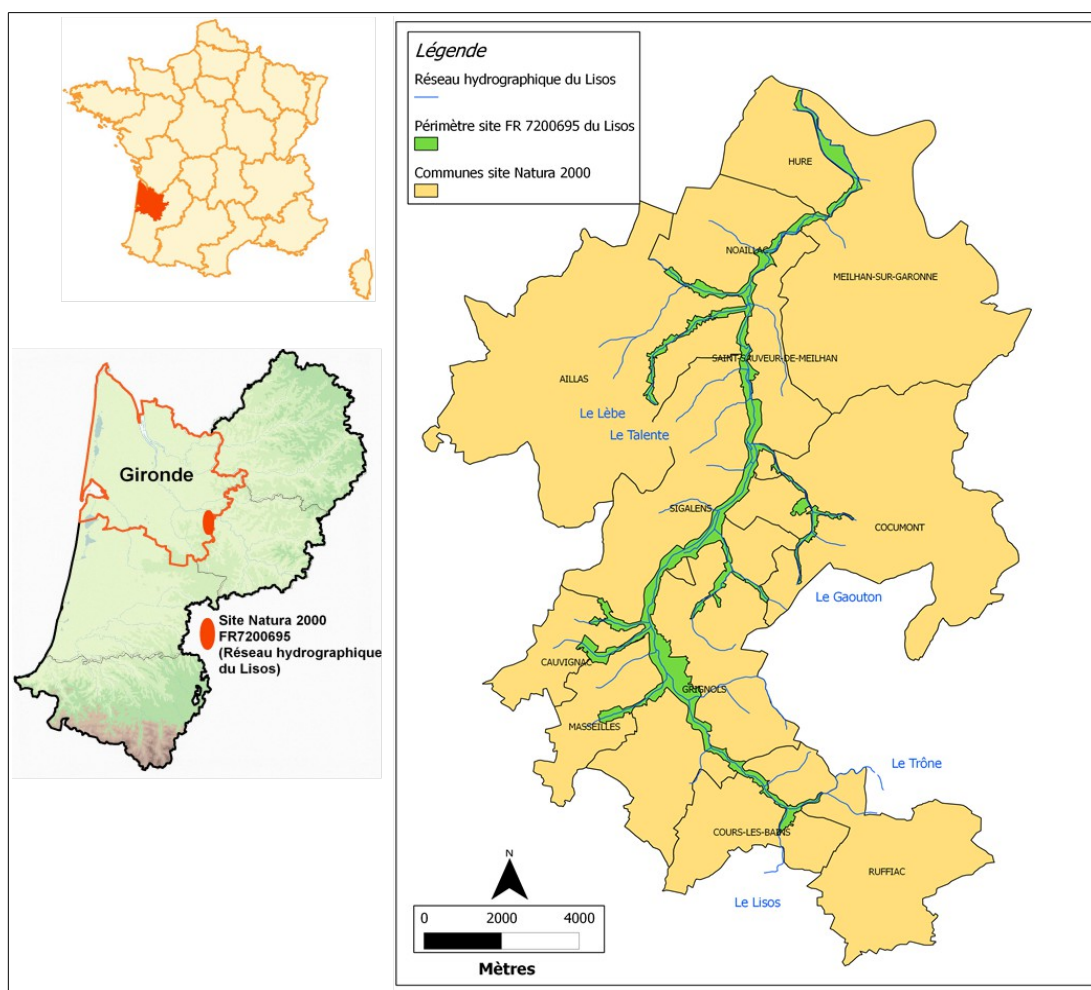 Légende
Réseau hydrographique du Lisos
Périmètre site FR 7200695 du Lisos
Communes site Natura 2000
Gironde
Site Natura 2000
FR7200695
(Réseau hydrographique
du Lisos)
HURE
NOAILLAC
MEILHAN-SUR-GARONNE
SAINT-SAUVEUR-DE-MEILHAN
AILLAS
Le Lèbe
Le Talente
SIGALENS
COCUMONT
Le Gaouton
CAUVIGNAC
GRIGNOLS
MASSEILLES
Le Trône
COURS-LES-BAINS
RUFFIAC
Le Lisos
N
0 2000 4000
Mètres